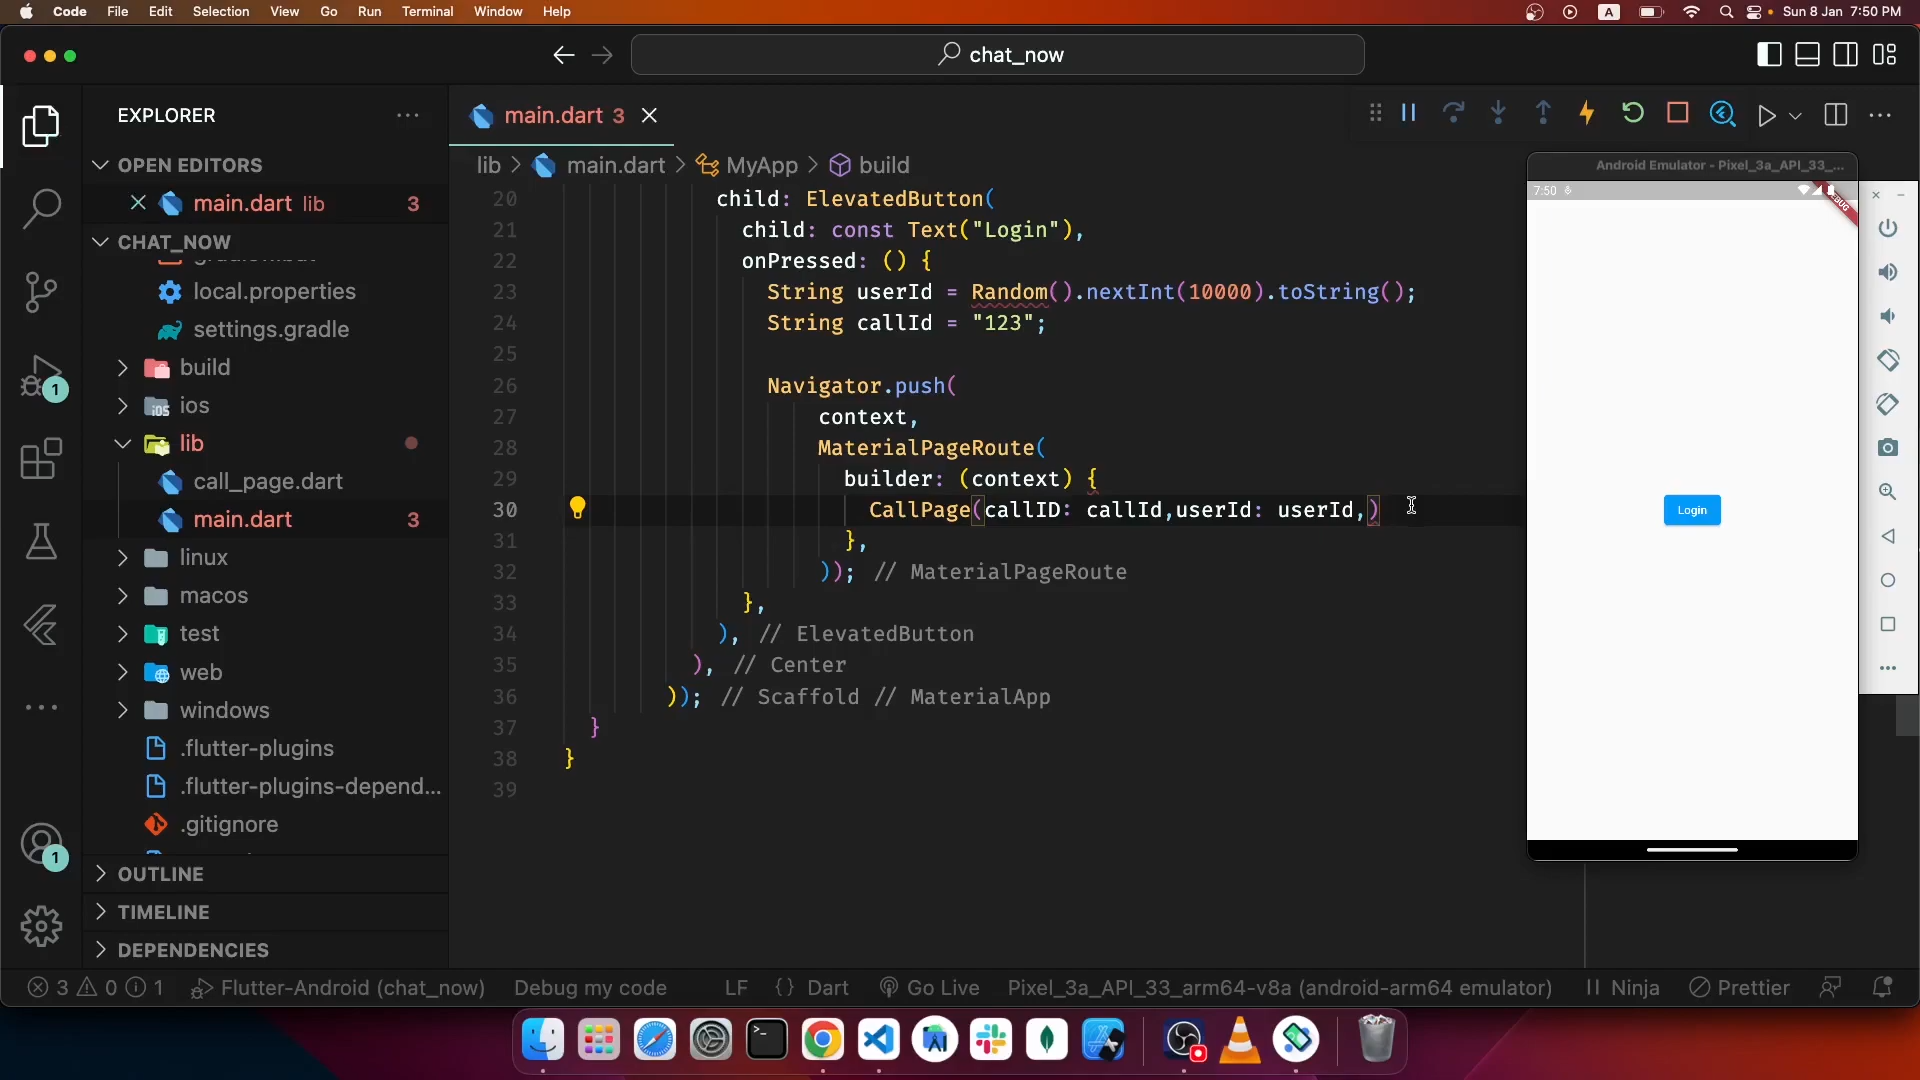 Code File Edit Selection View Go Run Terminal Window Help
A
Sun 8 Jan 7:50 PM
chat_now
EXPLORER
OPEN EDITORS
main.dart lib 3
CHAT_NOW
local.properties
settings.gradle
build
ios
lib
call_page.dart
main.dart 3
linux
macos
test
web
windows
.flutter-plugins
.flutter-plugins-depend...
.gitignore
OUTLINE
TIMELINE
DEPENDENCIES
1
1
main.dart 3
lib > main.dart > MyApp > build
20 child: ElevatedButton(
21 child: const Text("Login"),
22 onPressed: () {
23 String userId = Random().nextInt(10000).toString();
24 String callId = "123";
25
26 Navigator.push(
27 context,
28 MaterialPageRoute(
29 builder: (context) {
30 CallPage(callID: callId,userId: userId,)
31 },
32 )); // MaterialPageRoute
33 },
34 ), // ElevatedButton
35 ), // Center
36 )); // Scaffold // MaterialApp
37 }
38 }
39
Android Emulator - Pixel_3a_API_33_...
7:50
DEBUG
Login
3 0 1 Flutter-Android (chat_now) Debug my code LF {} Dart Go Live Pixel_3a_API_33_arm64-v8a (android-arm64 emulator) Ninja Prettier